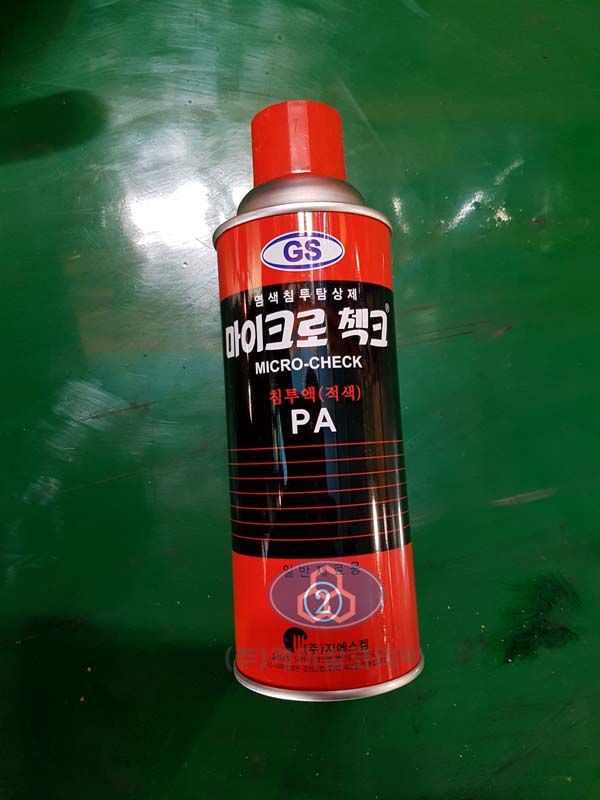 GS
염색침투탐상제
마이크로 첵크®
MICRO-CHECK
침투액(적색)
PA
일반재료용
②
(주)지에스켐